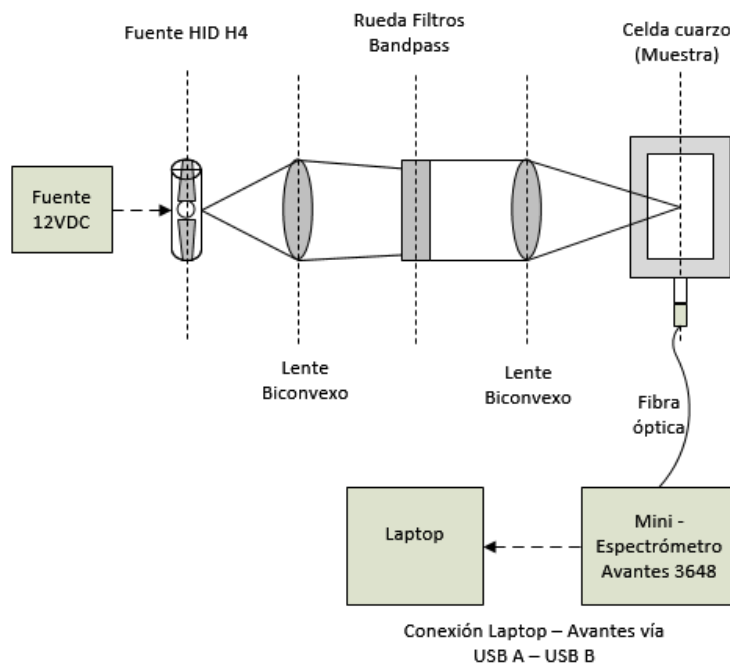 Fuente HID H4
Rueda Filtros
Bandpass
Celda cuarzo
(Muestra)
Fuente
12VDC
Lente
Biconvexo
Lente
Biconvexo
Fibra
óptica
Laptop
Mini -
Espectrómetro
Avantes 3648
Conexión Laptop – Avantes vía
USB A – USB B